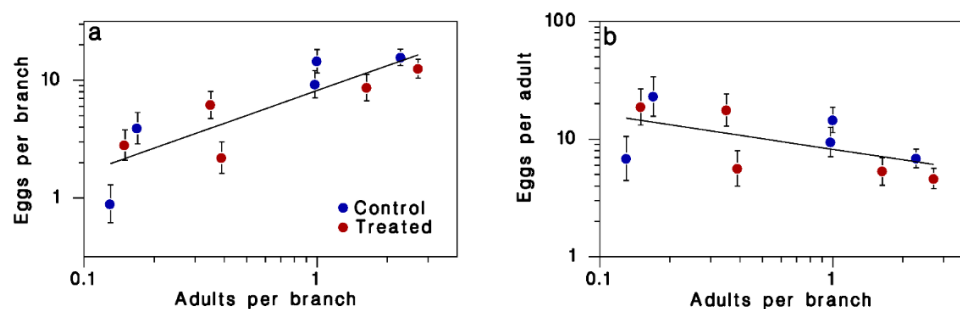 a
Eggs per branch
10
1
Control
Treated
0.1
1
Adults per branch
b
Eggs per adult
100
10
1
0.1
1
Adults per branch